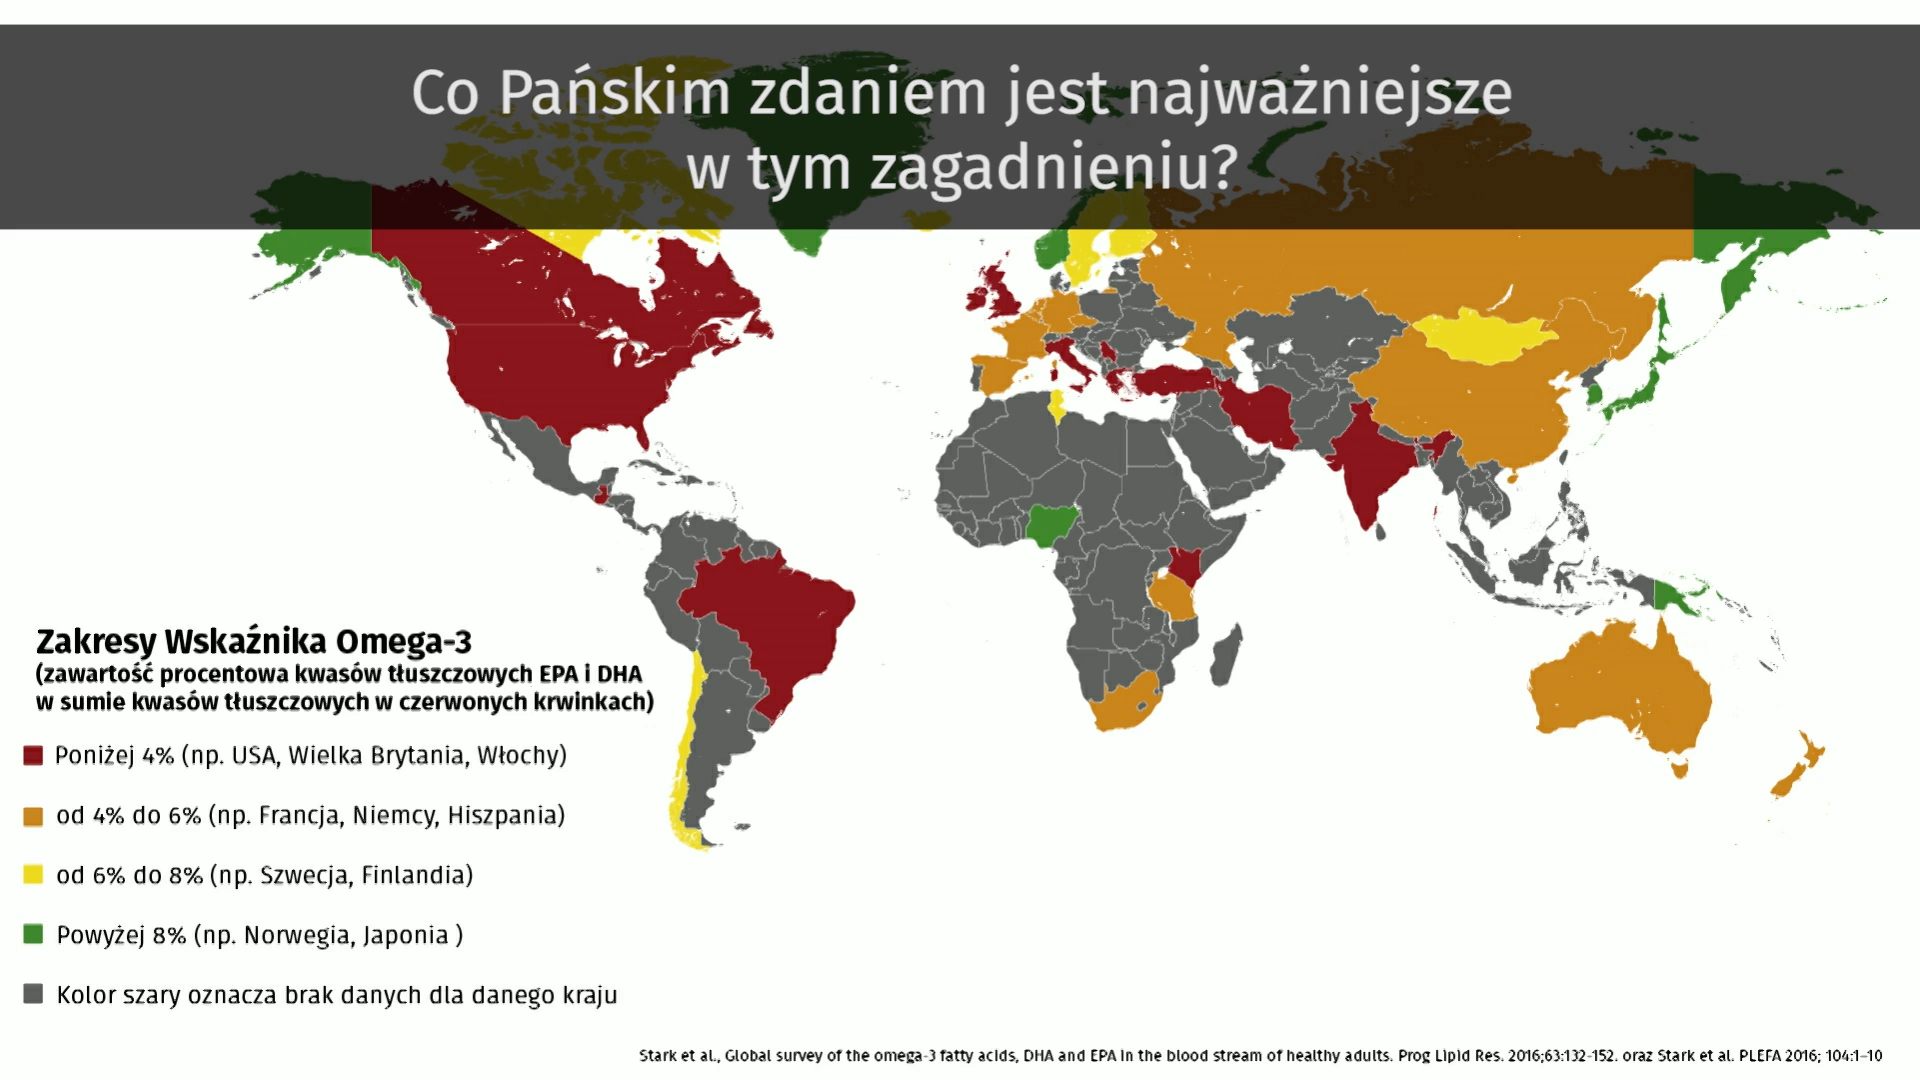 Co Pańskim zdaniem jest najważniejsze
w tym zagadnieniu?
Zakresy Wskaźnika Omega-3
(zawartość procentowa kwasów tłuszczowych EPA i DHA
w sumie kwasów tłuszczowych w czerwonych krwinkach)
Poniżej 4% (np. USA, Wielka Brytania, Włochy)
od 4% do 6% (np. Francja, Niemcy, Hiszpania)
od 6% do 8% (np. Szwecja, Finlandia)
Powyżej 8% (np. Norwegia, Japonia )
Kolor szary oznacza brak danych dla danego kraju
Stark et al., Global survey of the omega-3 fatty acids, DHA and EPA in the blood stream of healthy adults. Prog Lipid Res. 2016;63:132-152. oraz Stark et al. PLEFA 2016; 104:1–10